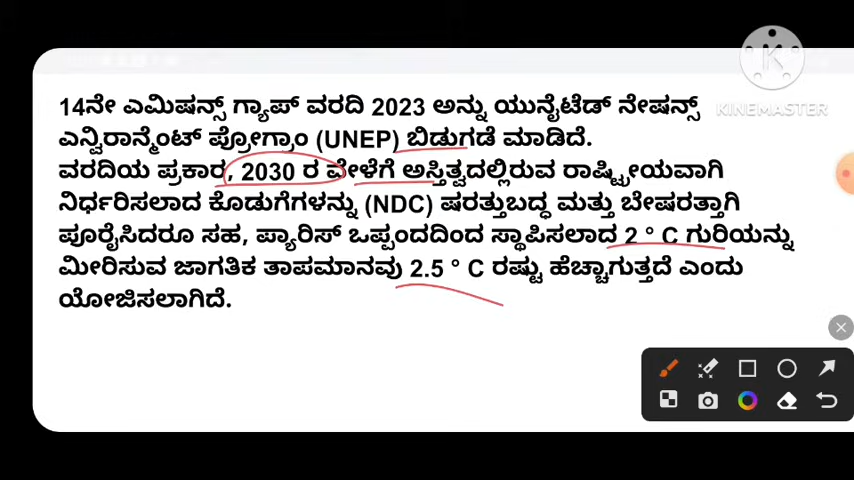 14ನೇ ಎಮಿಷನ್ಸ್ ಗ್ಯಾಪ್ ವರದಿ 2023 ಅನ್ನು ಯುನೈಟೆಡ್ ನೇಷನ್ಸ್
ಎನ್ವಿರಾನ್ಮೆಂಟ್ ಪ್ರೋಗ್ರಾಂ (UNEP) ಬಿಡುಗಡೆ ಮಾಡಿದೆ.
ವರದಿಯ ಪ್ರಕಾರ, 2030 ರ ವೇಳೆಗೆ ಅಸ್ತಿತ್ವದಲ್ಲಿರುವ ರಾಷ್ಟ್ರೀಯವಾಗಿ
ನಿರ್ಧರಿಸಲಾದ ಕೊಡುಗೆಗಳನ್ನು (NDC) ಷರತ್ತುಬದ್ಧ ಮತ್ತು ಬೇಷರತ್ತಾಗಿ
ಪೂರೈಸಿದರೂ ಸಹ, ಪ್ಯಾರಿಸ್ ಒಪ್ಪಂದದಿಂದ ಸ್ಥಾಪಿಸಲಾದ 2 ° C ಗುರಿಯನ್ನು
ಮೀರಿಸುವ ಜಾಗತಿಕ ತಾಪಮಾನವು 2.5 ° C ರಷ್ಟು ಹೆಚ್ಚಾಗುತ್ತದೆ ಎಂದು
ಯೋಜಿಸಲಾಗಿದೆ.
K
KINEMASTER